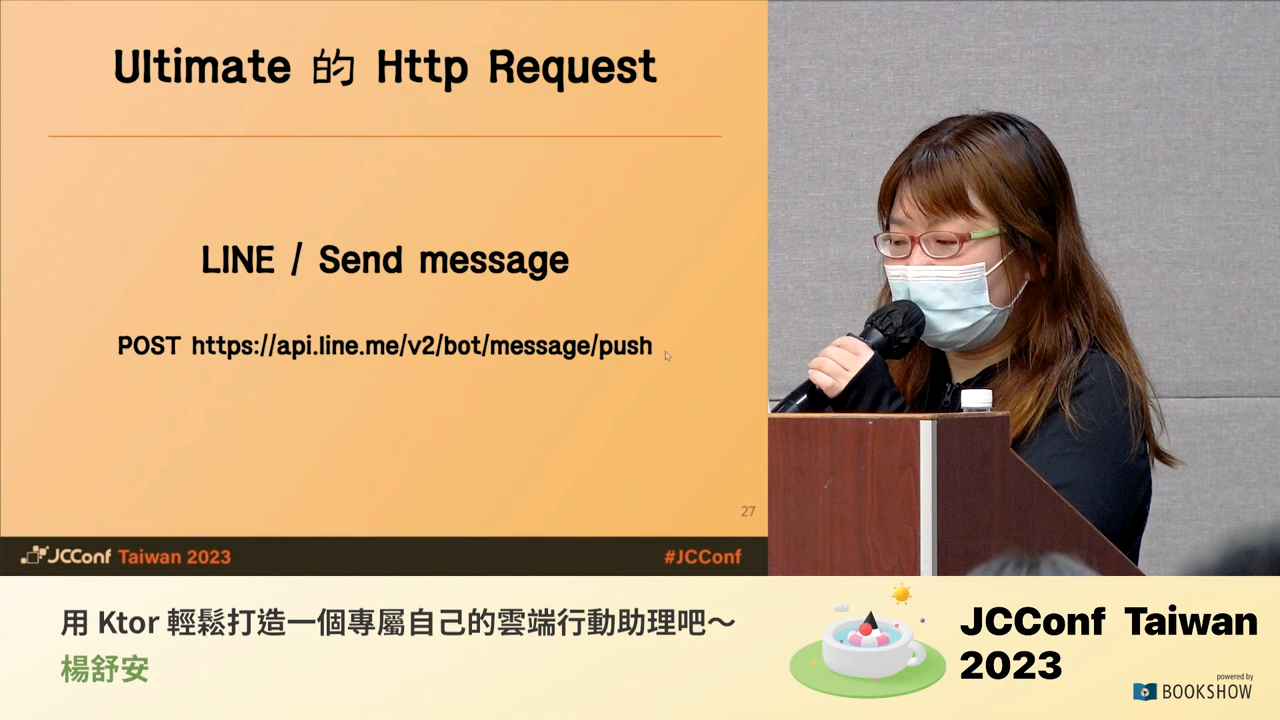 Ultimate 的 Http Request
LINE / Send message
POST https://api.line.me/v2/bot/message/push
27
JCConf Taiwan 2023
#JCConf
用 Ktor 輕鬆打造一個專屬自己的雲端行動助理吧～
楊舒安
JCConf Taiwan
2023
powered by
BOOKSHOW